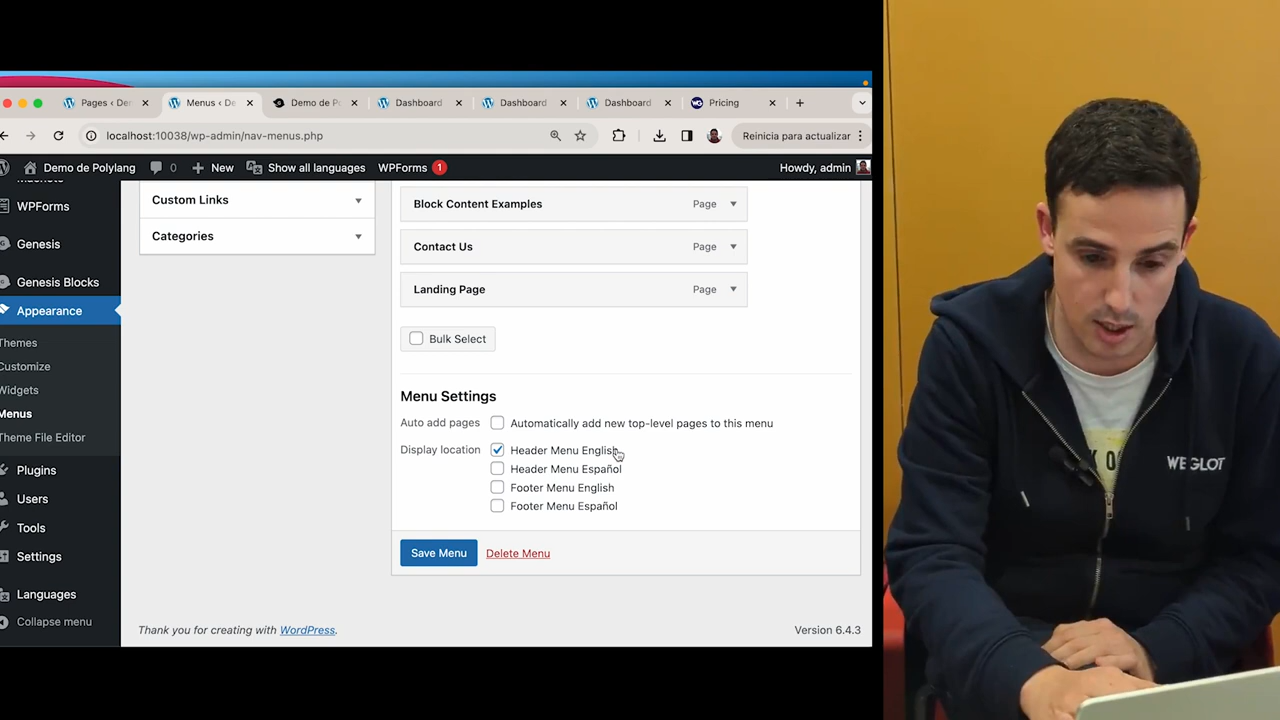 Pages ‹ Den
Menus ‹ De
Demo de P
Dashboard
Dashboard
Dashboard
Pricing
localhost:10038/wp-admin/nav-menus.php
Reinicia para actualizar
Demo de Polylang
0
New
Show all languages
WPForms 1
Howdy, admin
WPForms
Genesis
Genesis Blocks
Appearance
Themes
Customize
Widgets
Menus
Theme File Editor
Plugins
Users
Tools
Settings
Languages
Collapse menu
Custom Links
Categories
Block Content Examples Page
Contact Us Page
Landing Page Page
Bulk Select
Menu Settings
Auto add pages Automatically add new top-level pages to this menu
Display location Header Menu English
Header Menu Español
Footer Menu English
Footer Menu Español
Save Menu Delete Menu
Thank you for creating with WordPress.
Version 6.4.3
WEGLOT